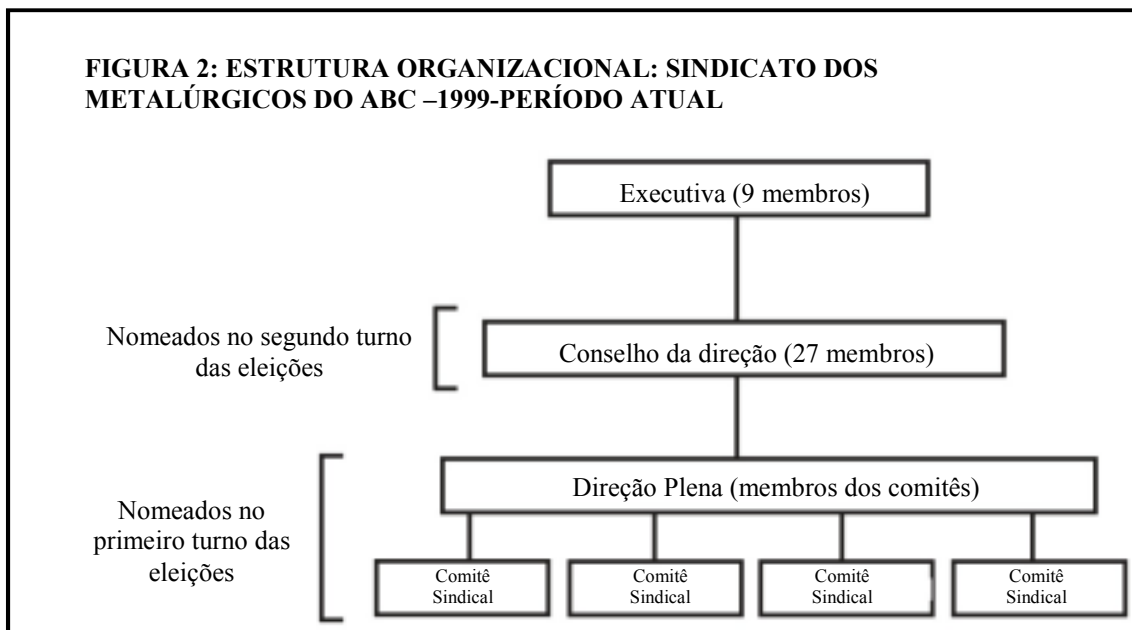 FIGURA 2: ESTRUTURA ORGANIZACIONAL: SINDICATO DOS
METALÚRGICOS DO ABC –1999-PERÍODO ATUAL
Executiva (9 membros)
Nomeados no segundo turno
das eleições
Conselho da direção (27 membros)
Direção Plena (membros dos comitês)
Nomeados no
primeiro turno das
eleições
Comitê
Sindical
Comitê
Sindical
Comitê
Sindical
Comitê
Sindical